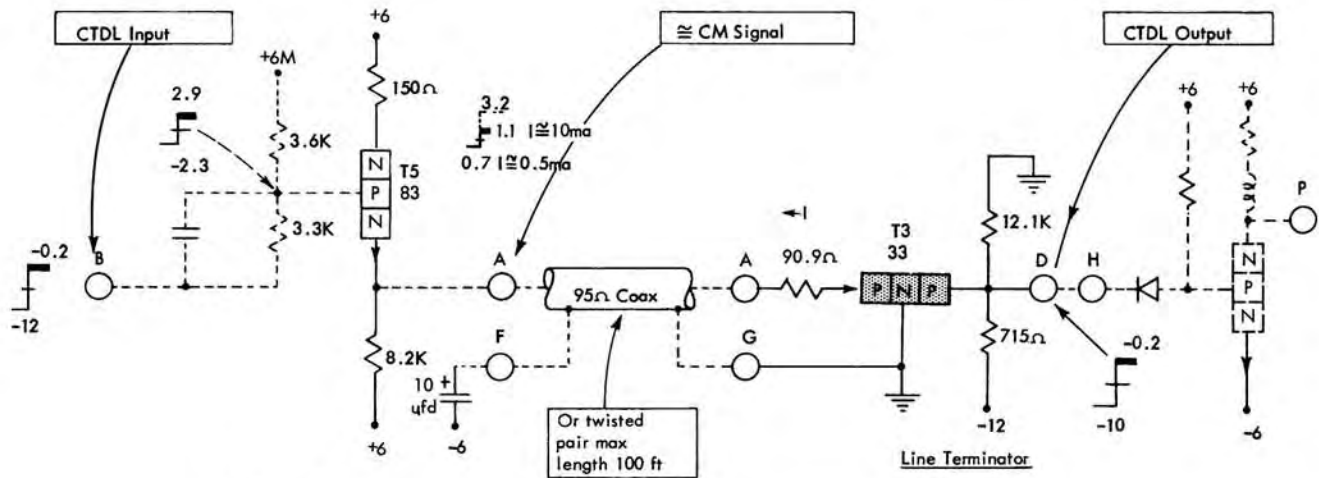 CTDL Input
≅ CM Signal
CTDL Output
+6
+6M
2.9
-2.3
3.6K
3.3K
150Ω
N
P
N
T5
83
3.2
1.1 I≅10ma
0.7 I≅0.5ma
B
-0.2
-12
A
95Ω Coax
A
I
90.9Ω
T3
33
P N P
12.1K
D
H
+6
+6
P
N
P
N
8.2K
+6
F
10 +
μfd
-6
G
Or twisted
pair max
length 100 ft
715Ω
-12
-0.2
-10
-6
Line Terminator